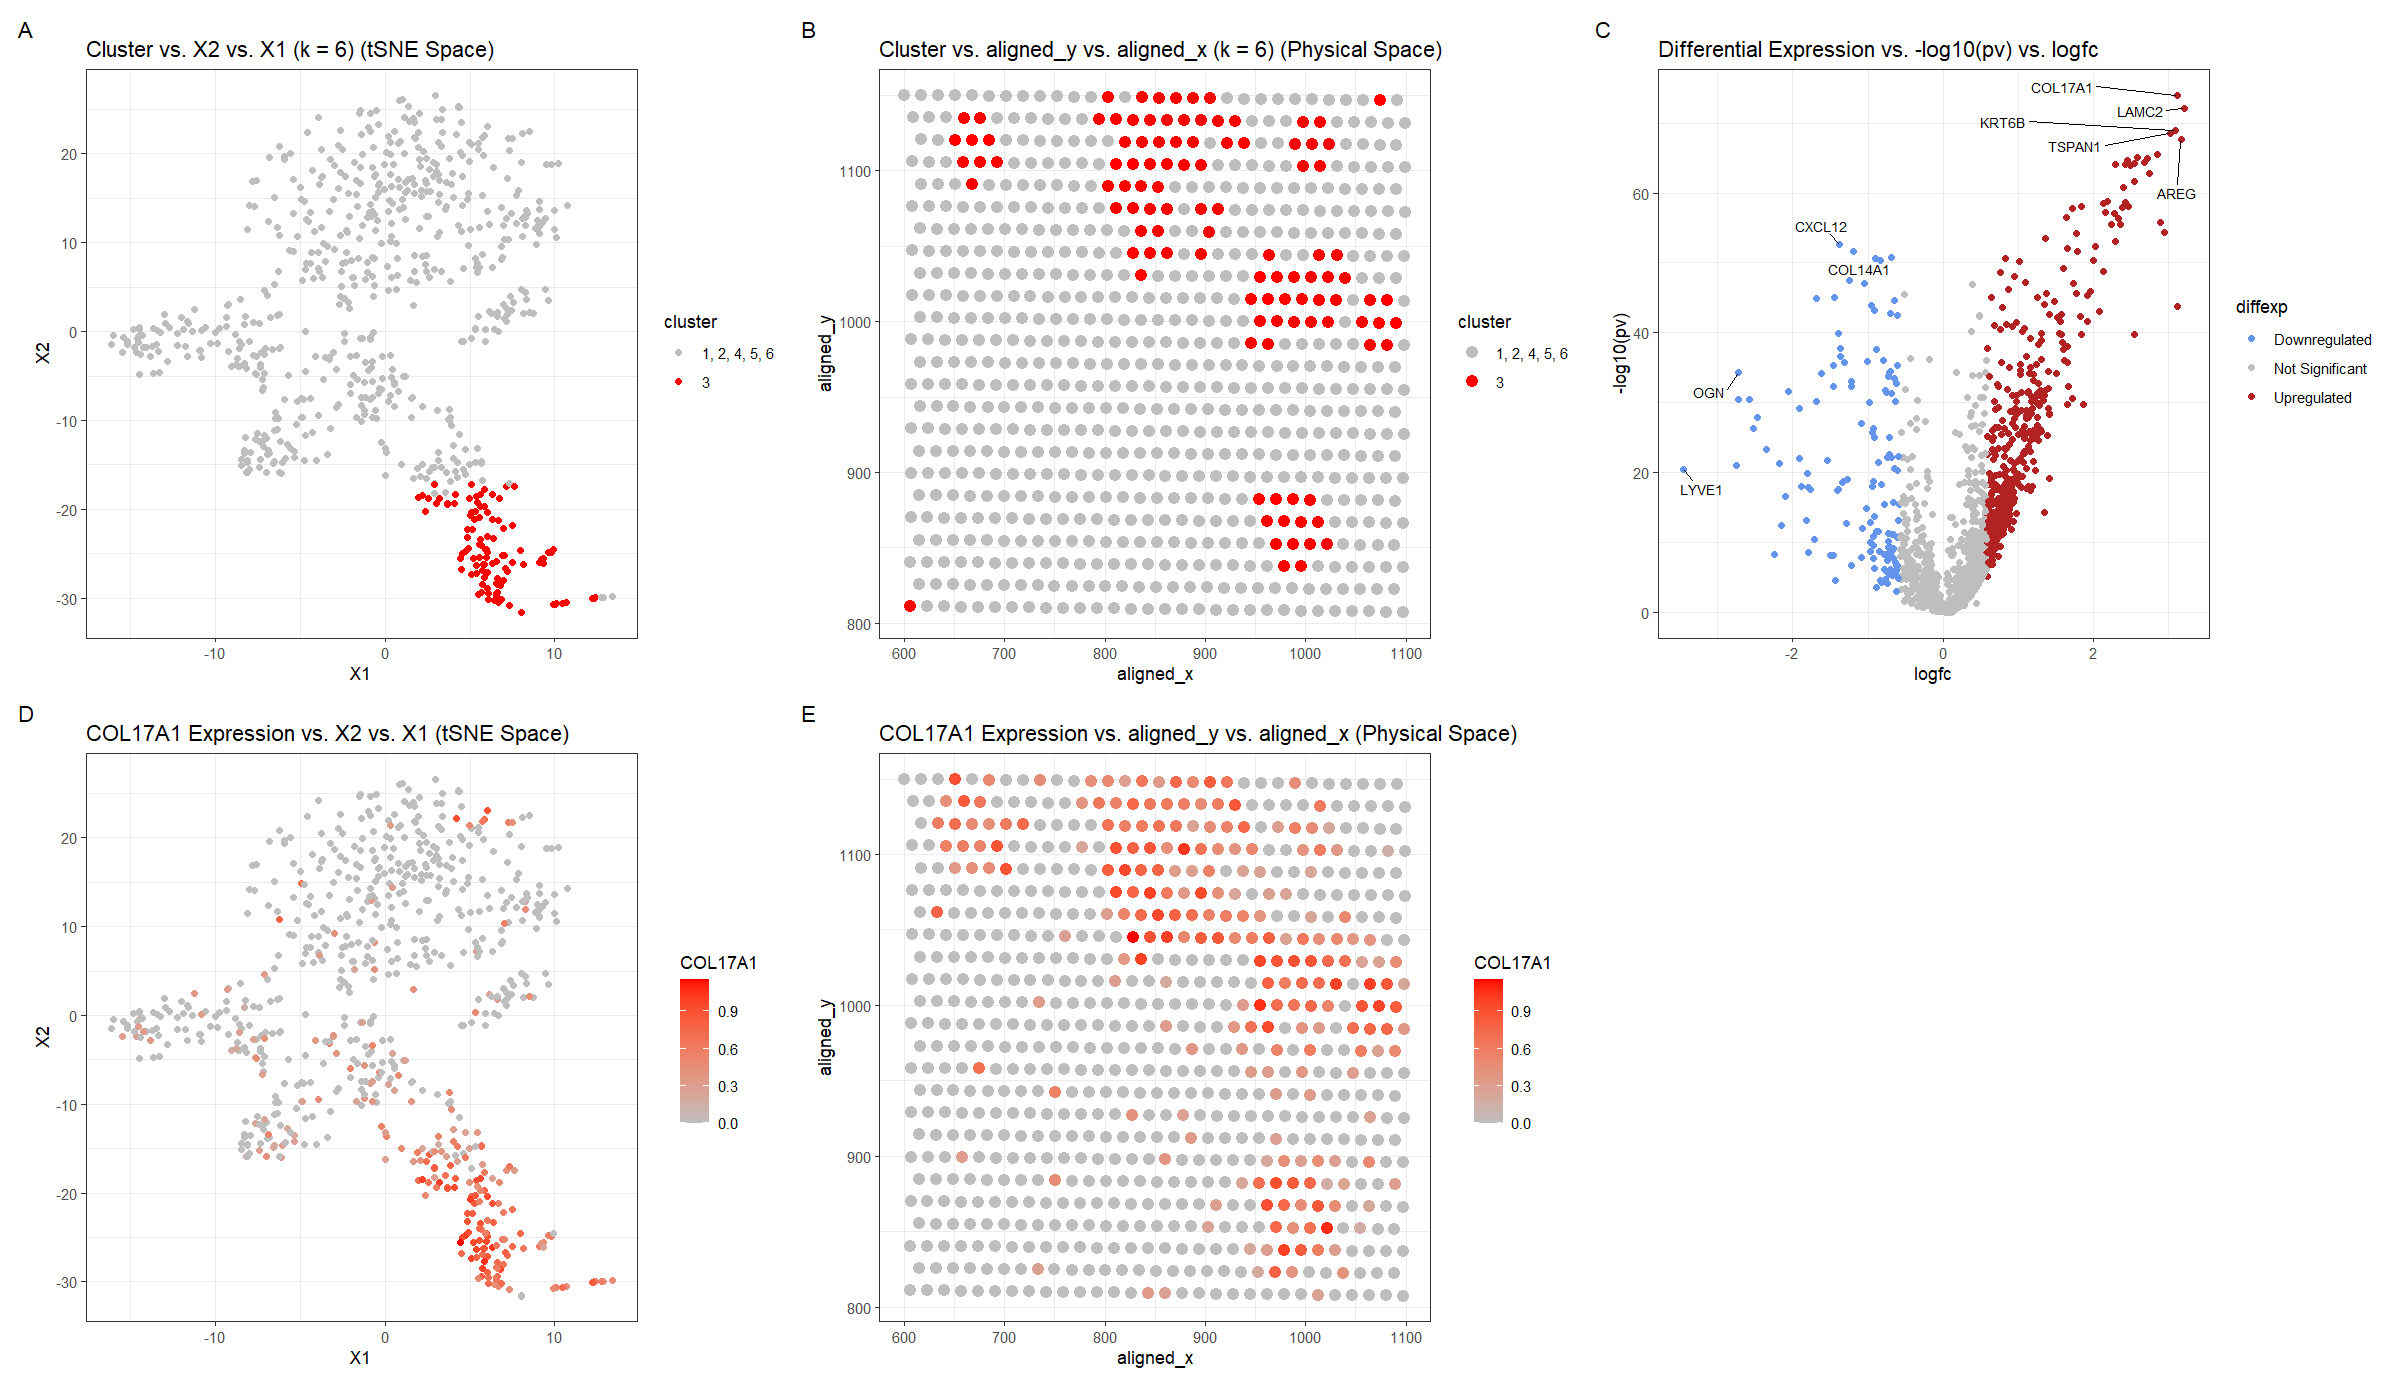 A
Cluster vs. X2 vs. X1 (k = 6) (tSNE Space)
20
10
0
-10
-20
-30
X2
-10
0
10
X1
cluster
1, 2, 4, 5, 6
3
B
Cluster vs. aligned_y vs. aligned_x (k = 6) (Physical Space)
1100
1000
900
800
aligned_y
600
700
800
900
1000
1100
aligned_x
cluster
1, 2, 4, 5, 6
3
C
Differential Expression vs. -log10(pv) vs. logfc
COL17A1
LAMC2
KRT6B
TSPAN1
AREG
CXCL12
COL14A1
OGN
LYVE1
60
40
20
0
-log10(pv)
-2
0
2
logfc
diffexp
Downregulated
Not Significant
Upregulated
D
COL17A1 Expression vs. X2 vs. X1 (tSNE Space)
20
10
0
-10
-20
-30
X2
-10
0
10
X1
COL17A1
0.9
0.6
0.3
0.0
E
COL17A1 Expression vs. aligned_y vs. aligned_x (Physical Space)
1100
1000
900
800
aligned_y
600
700
800
900
1000
1100
aligned_x
COL17A1
0.9
0.6
0.3
0.0